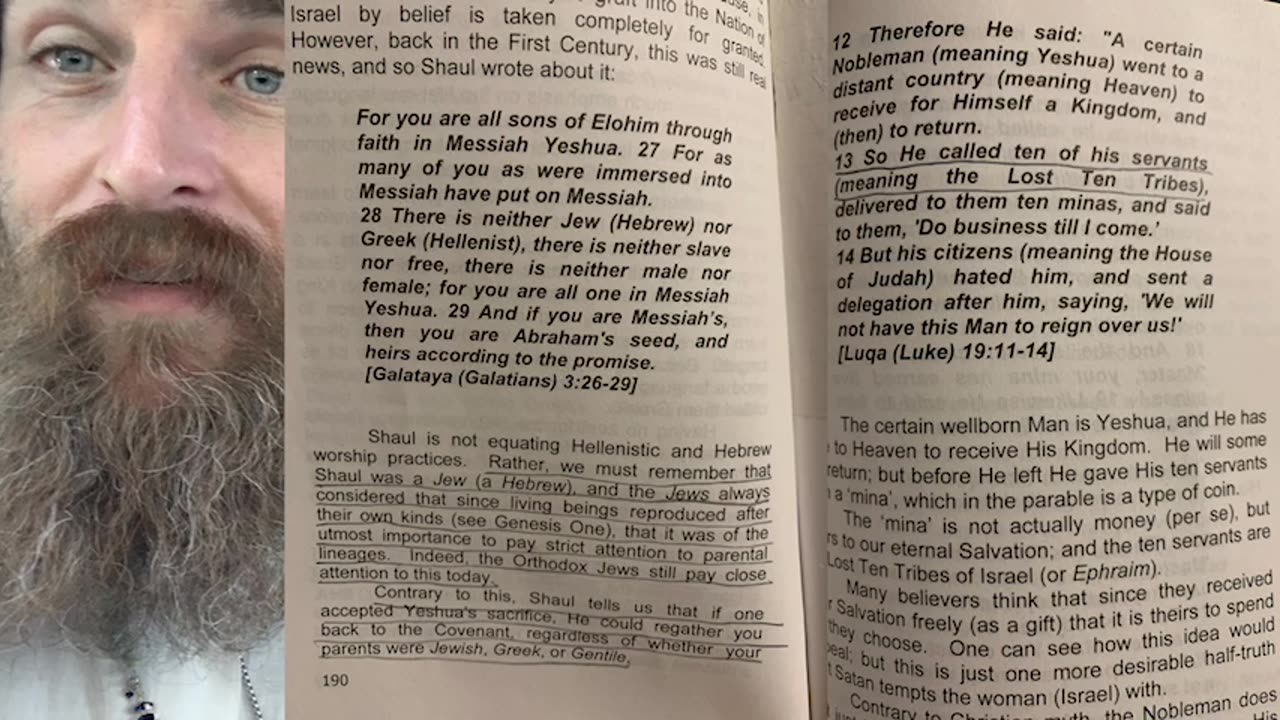 into the Nation of
Israel by belief is taken completely for granted.
However, back in the First Century, this was still real
news, and so Shaul wrote about it:
For you are all sons of Elohim through
faith in Messiah Yeshua. 27 For as
many of you as were immersed into
Messiah have put on Messiah.
28 There is neither Jew (Hebrew) nor
Greek (Hellenist), there is neither slave
nor free, there is neither male nor
female; for you are all one in Messiah
Yeshua. 29 And if you are Messiah's,
then you are Abraham's seed, and
heirs according to the promise.
[Galataya (Galatians) 3:26-29]
Shaul is not equating Hellenistic and Hebrew
worship practices. Rather, we must remember that
Shaul was a Jew (a Hebrew), and the Jews always
considered that since living beings reproduced after
their own kinds (see Genesis One), that it was of the
utmost importance to pay strict attention to parental
lineages. Indeed, the Orthodox Jews still pay close
attention to this today.
Contrary to this, Shaul tells us that if one
accepted Yeshua's sacrifice, He could regather you
back to the Covenant, regardless of whether your
parents were Jewish, Greek, or Gentile.
190
12 Therefore He said: "A certain
Nobleman (meaning Yeshua) went to a
distant country (meaning Heaven) to
receive for Himself a Kingdom, and
(then) to return.
13 So He called ten of his servants
(meaning the Lost Ten Tribes),
delivered to them ten minas, and said
to them, 'Do business till I come.'
14 But his citizens (meaning the House
of Judah) hated him, and sent a
delegation after him, saying, 'We will
not have this Man to reign over us!'
[Luqa (Luke) 19:11-14]
The certain wellborn Man is Yeshua, and He has
to Heaven to receive His Kingdom. He will some
return; but before He left He gave His ten servants
a 'mina', which in the parable is a type of coin.
The 'mina' is not actually money (per se), but
to our eternal Salvation; and the ten servants are
Lost Ten Tribes of Israel (or Ephraim).
Many believers think that since they received
Salvation freely (as a gift) that it is theirs to spend
they choose. One can see how this idea would
but this is just one more desirable half-truth
Satan tempts the woman (Israel) with.
Contrary to Christian myth, the Nobleman does
His